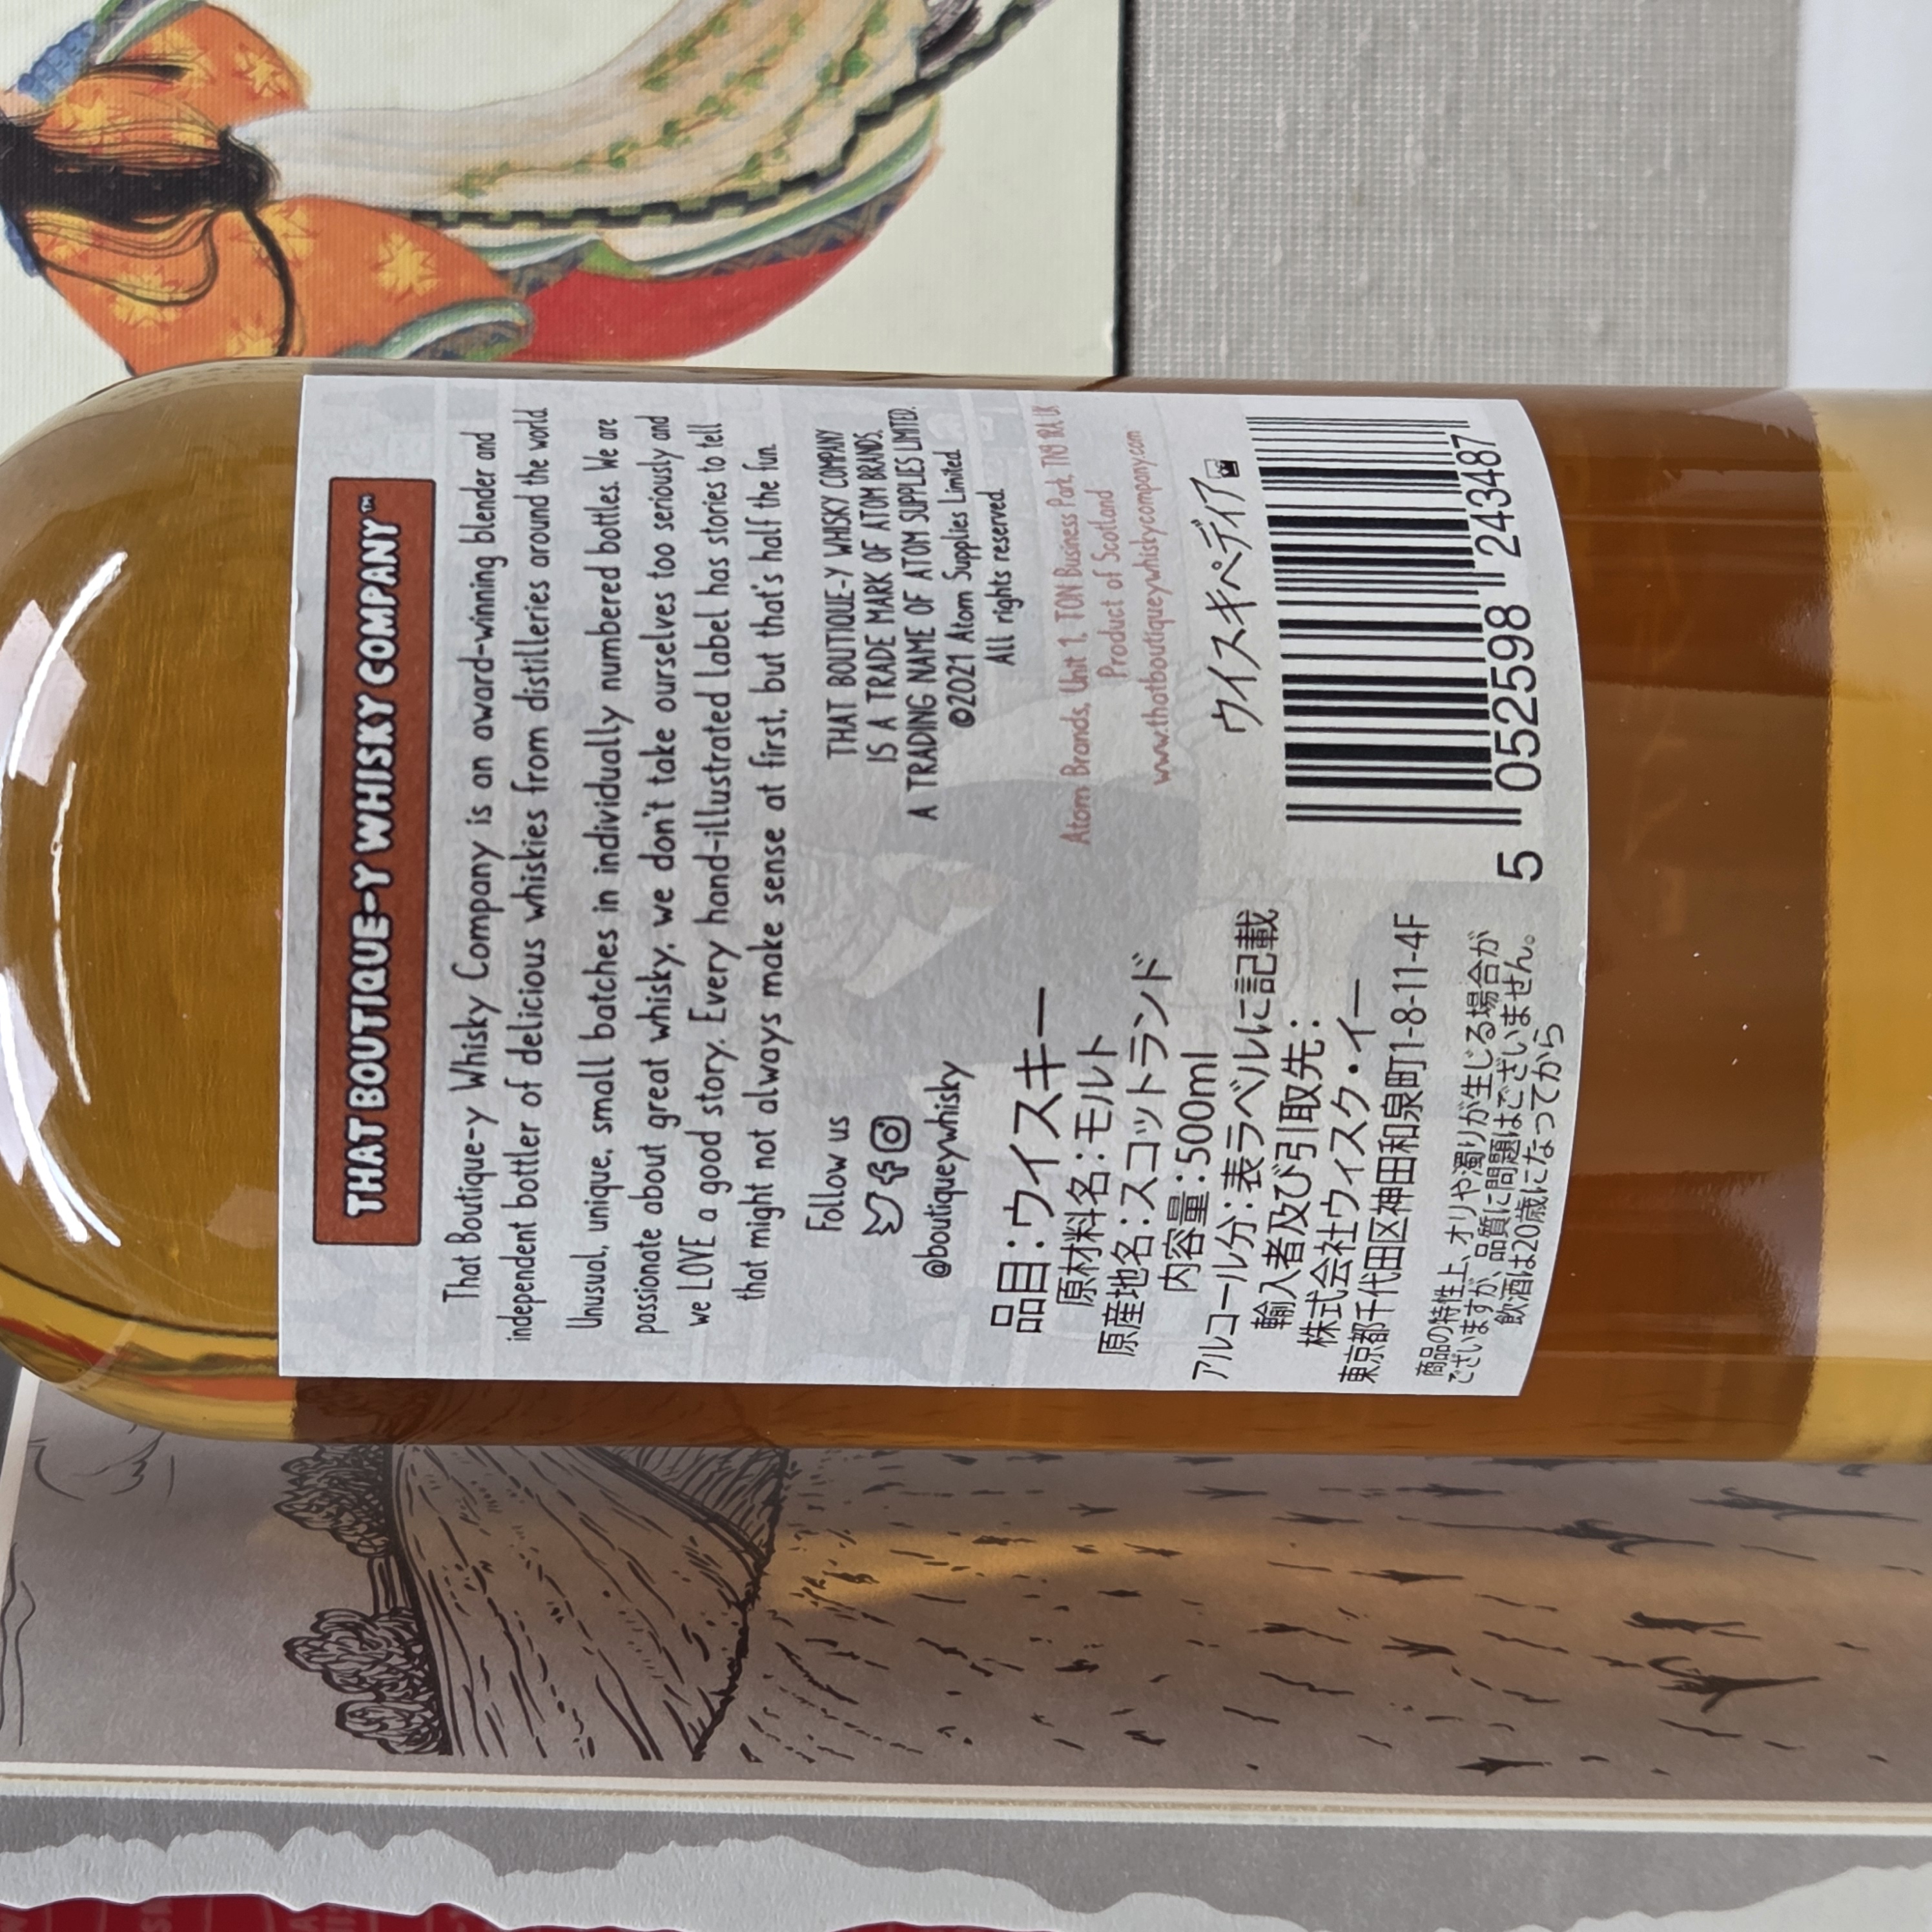 THAT BOUTIQUE-Y WHISKY COMPANY™
That Boutique-y Whisky Company is an award-winning blender and
independent bottler of delicious whiskies from distilleries around the world
Unusual, unique, small batches in individually numbered bottles. We are
passionate about great whisky, we don't take ourselves too seriously and
we LOVE a good story. Every hand-illustrated label has stories to tell
that might not always make sense at first, but that's half the fun.
Follow us
@boutiqueywhisky
THAT BOUTIQUE-Y WHISKY COMPANY
IS A TRADE MARK OF ATOM BRANDS,
A TRADING NAME OF ATOM SUPPLIES LIMITED.
©2021 Atom Supplies Limited.
All rights reserved.
Atom Brands, Unit 1, TON Business Park, TN9 1RA UK
Product of Scotland
www.thatboutiqueywhiskycompany.com
ウイスキペディア
品目:ウイスキー
原材料名:モルト
原産地名:スコットランド
内容量:500ml
アルコール分:表ラベルに記載
輸入者及び引取先:
株式会社ウィスク・イー
東京都千代田区神田和泉町1-8-11-4F
商品の特性上、オリや濁りが生じる場合が
ございますが、品質に問題はございません。
飲酒は20歳になってから
5 052598 243487